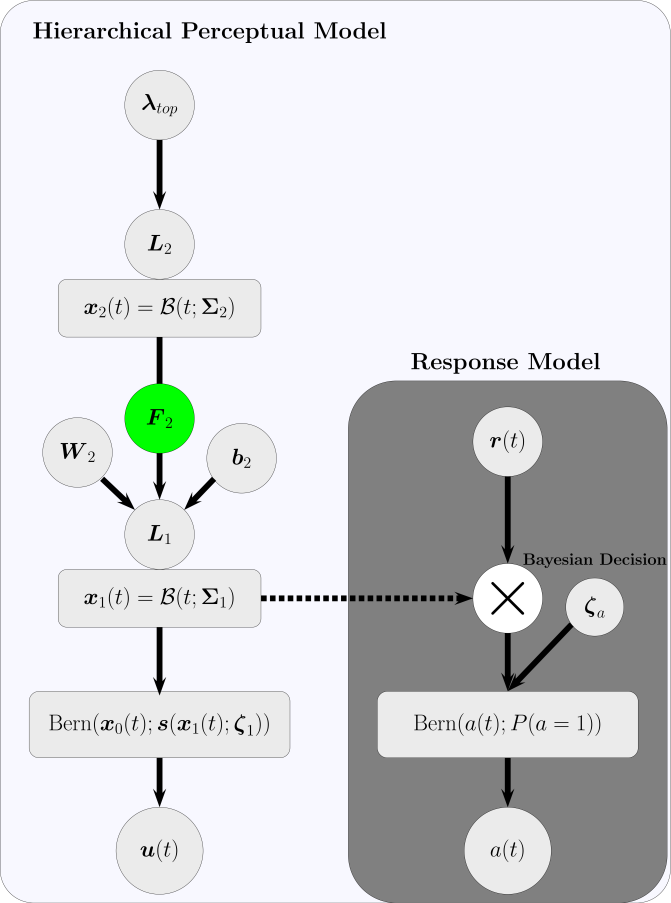 Hierarchical Perceptual Model
λ_top
L_2
x_2(t) = ℬ(t; Σ_2)
F_2
W_2
b_2
L_1
x_1(t) = ℬ(t; Σ_1)
Bern(x_0(t); s(x_1(t); ζ_1))
u(t)
Response Model
r(t)
Bayesian Decision
×
ζ_a
Bern(a(t); P(a = 1))
a(t)